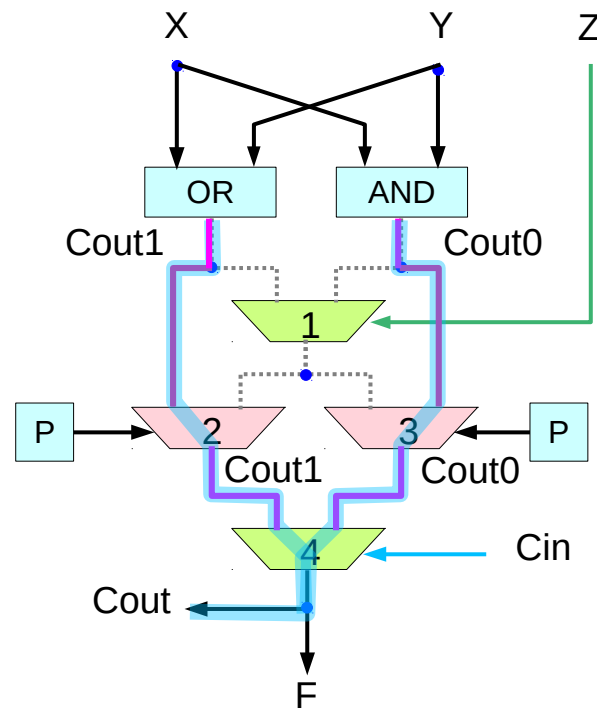 X Y Z
OR AND
Cout1 Cout0
1
P 2 3 P
Cout1 Cout0
4 Cin
Cout
F